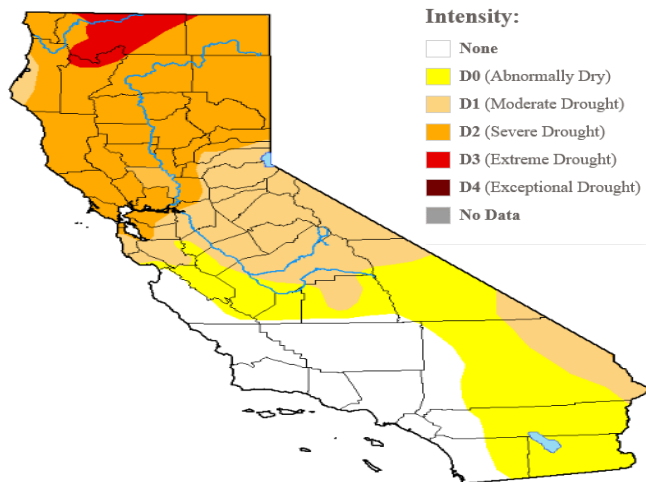 Intensity:
None
D0 (Abnormally Dry)
D1 (Moderate Drought)
D2 (Severe Drought)
D3 (Extreme Drought)
D4 (Exceptional Drought)
No Data